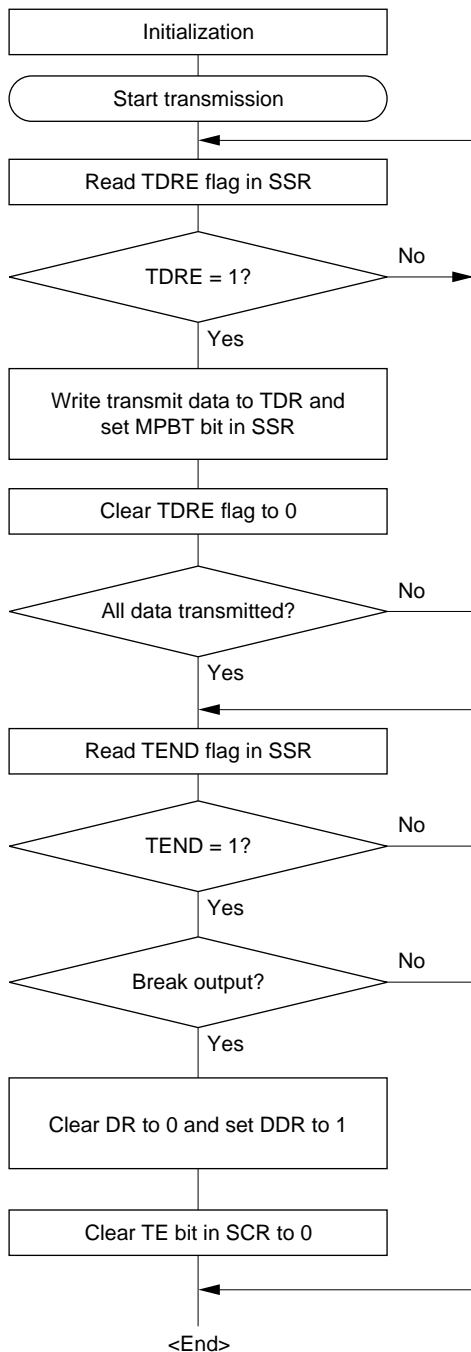 Initialization
Start transmission
Read TDRE flag in SSR
TDRE = 1?
No
Yes
Write transmit data to TDR and
set MPBT bit in SSR
Clear TDRE flag to 0
All data transmitted?
No
Yes
Read TEND flag in SSR
TEND = 1?
No
Yes
Break output?
No
Yes
Clear DR to 0 and set DDR to 1
Clear TE bit in SCR to 0
<End>